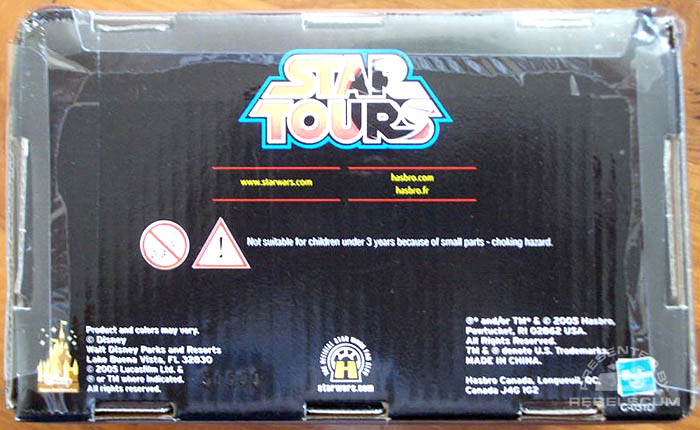 STAR
TOURS
www.starwars.com
hasbro.com
hasbro.fr
Not suitable for children under 3 years because of small parts - choking hazard.
Product and colors may vary.
© Disney
Walt Disney Parks and Resorts
Lake Buena Vista, FL 32830
© 2005 Lucasfilm Ltd. &
® or TM where indicated.
All rights reserved.
starwars.com
®* and/or TM* & © 2005 Hasbro,
Pawtucket, RI 02862 USA.
All Rights Reserved.
TM & ® denote U.S. Trademarks
MADE IN CHINA.
Hasbro Canada, Longueuil, QC,
Canada J4G 1G2
C-031D
PRESENTED BY
REBELSCUM